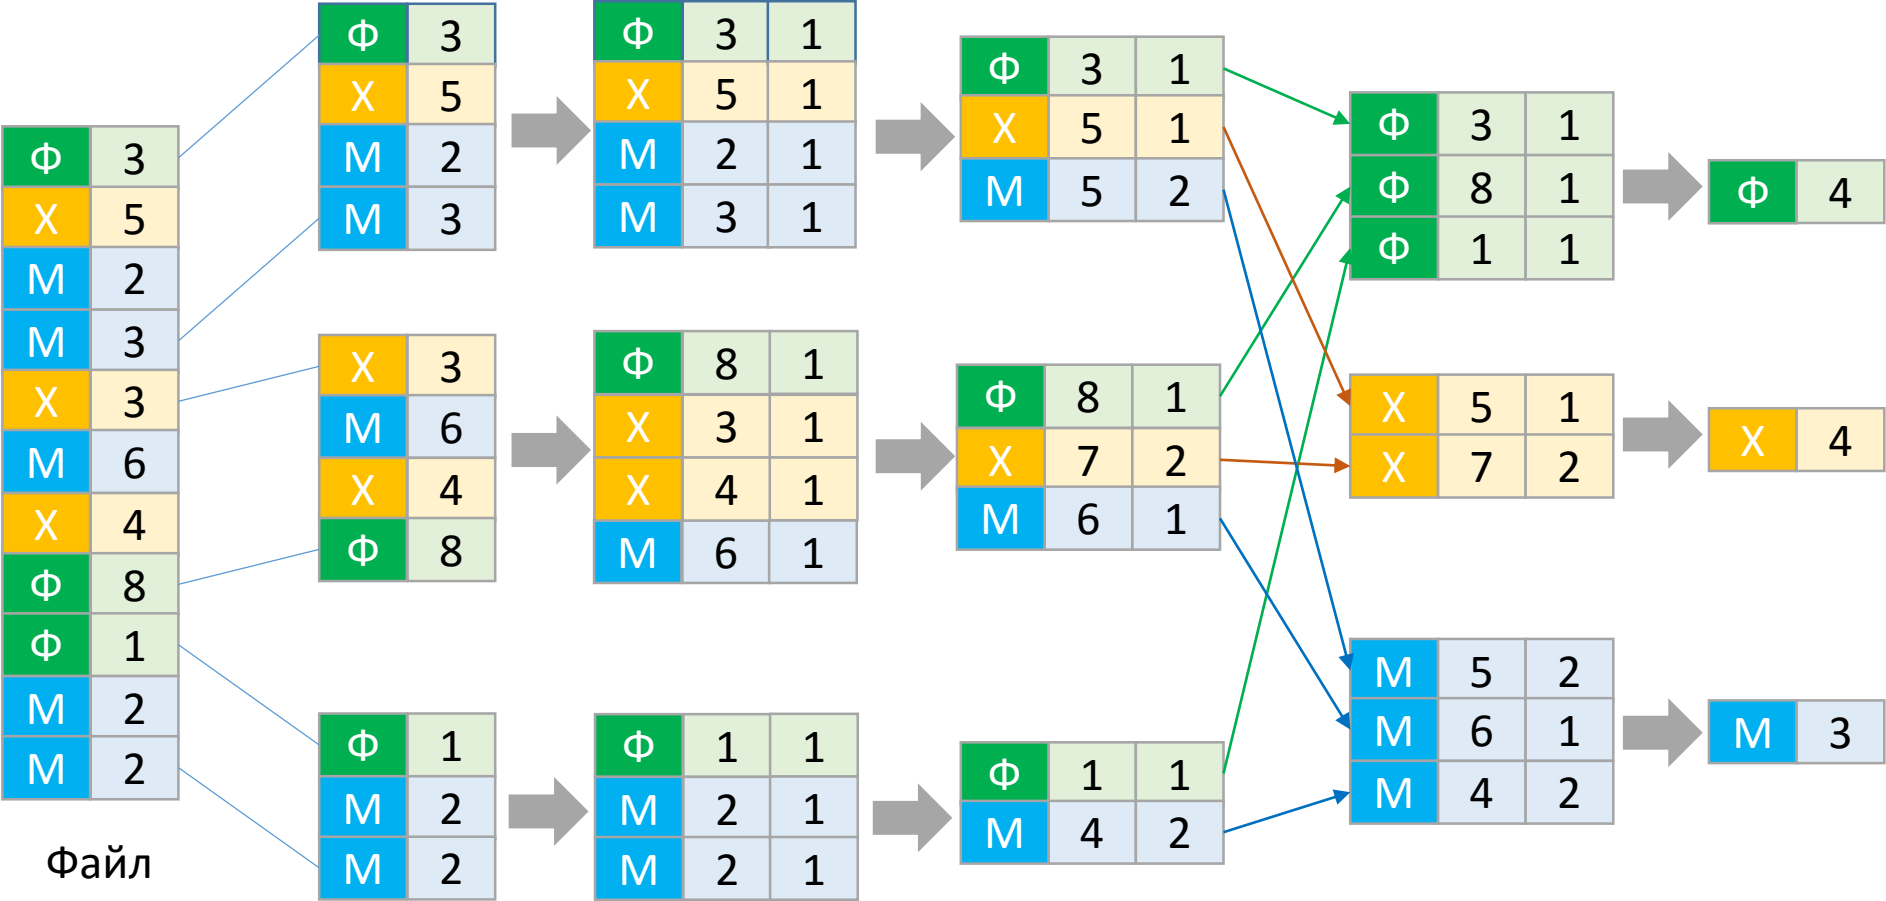 Ф 3
Х 5
М 2
М 3
Х 3
М 6
Х 4
Ф 8
Ф 1
М 2
М 2
Файл
Ф 3
Х 5
М 2
М 3
Х 3
М 6
Х 4
Ф 8
Ф 1
М 2
М 2
Ф 3 1
Х 5 1
М 2 1
М 3 1
Ф 8 1
Х 3 1
Х 4 1
М 6 1
Ф 1 1
М 2 1
М 2 1
Ф 3 1
Х 5 1
М 5 2
Ф 8 1
Х 7 2
М 6 1
Ф 1 1
М 4 2
Ф 3 1
Ф 8 1
Ф 1 1
Х 5 1
Х 7 2
М 5 2
М 6 1
М 4 2
Ф 4
Х 4
М 3